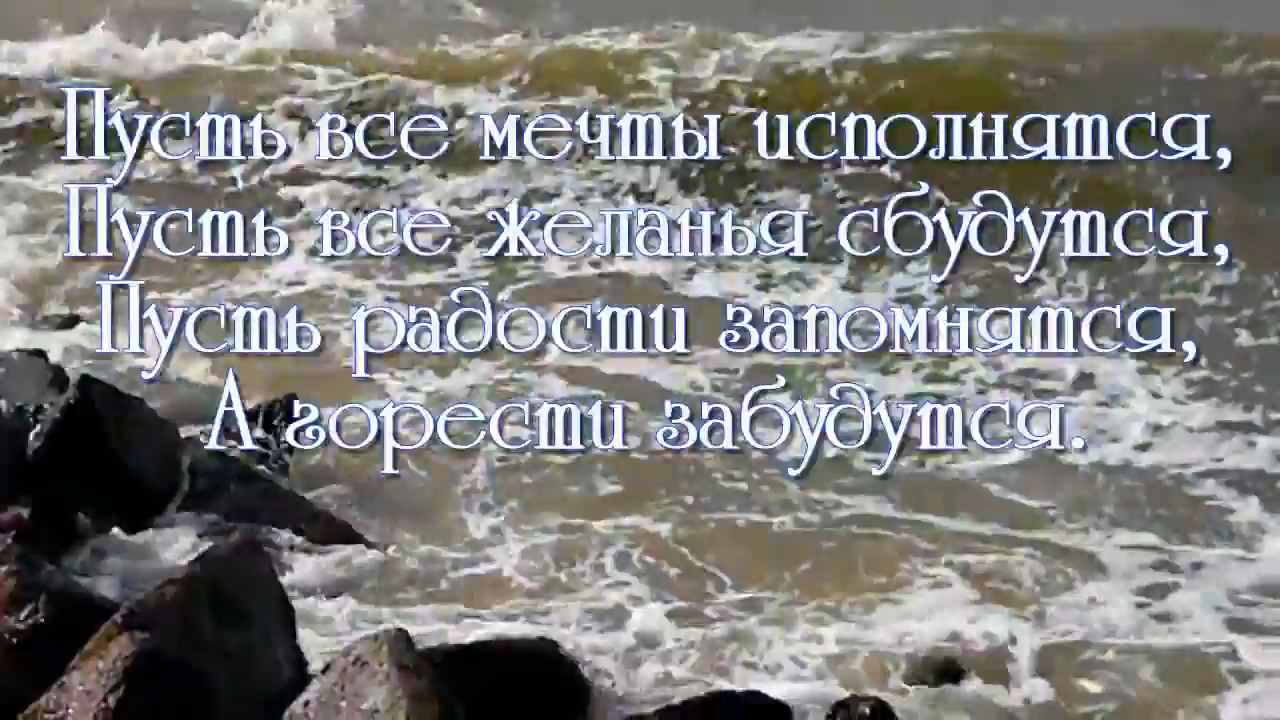 Пусть все мечты исполнятся,
Пусть все желанья сбудутся,
Пусть радости запомнятся,
А горести забудутся.